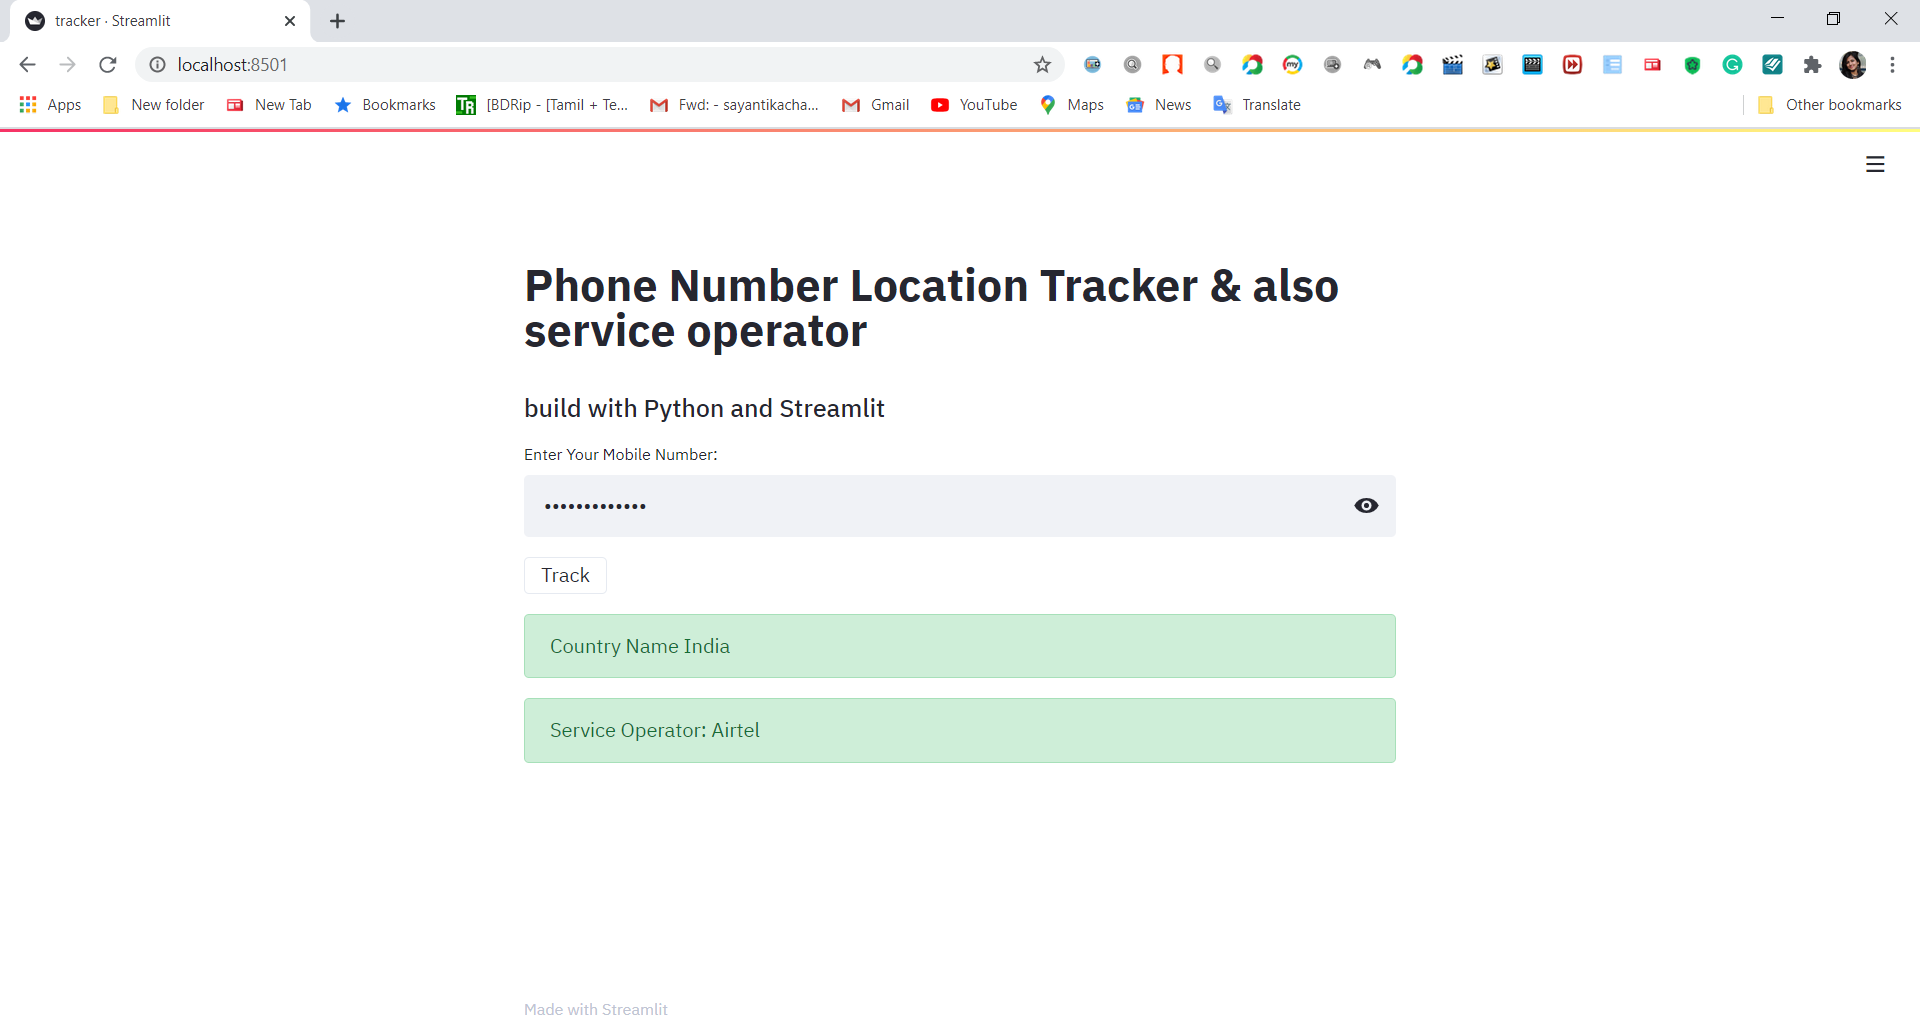 tracker · Streamlit
localhost:8501
my
Apps
New folder
New Tab
Bookmarks
TR
[BDRip - [Tamil + Te...
Fwd: - sayantikacha...
Gmail
YouTube
Maps
News
Translate
Other bookmarks
Phone Number Location Tracker & also
service operator
build with Python and Streamlit
Enter Your Mobile Number:
•••••••••••••
Track
Country Name India
Service Operator: Airtel
Made with Streamlit